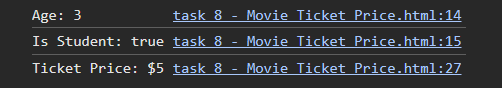 Age: 3 task 8 - Movie Ticket Price.html:14
Is Student: true task 8 - Movie Ticket Price.html:15
Ticket Price: $5 task 8 - Movie Ticket Price.html:27